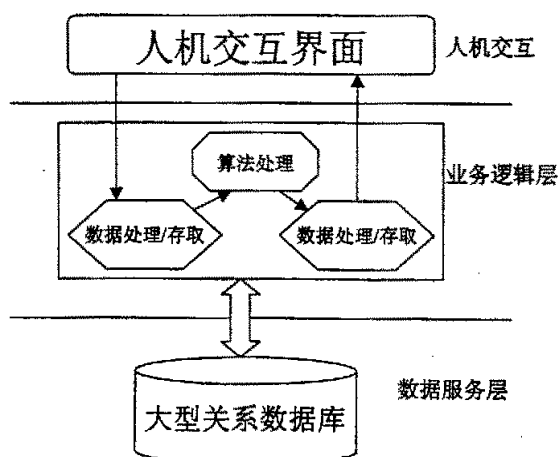 人机交互界面
人机交互
算法处理
业务逻辑层
数据处理/存取
数据处理/存取
数据服务层
大型关系数据库